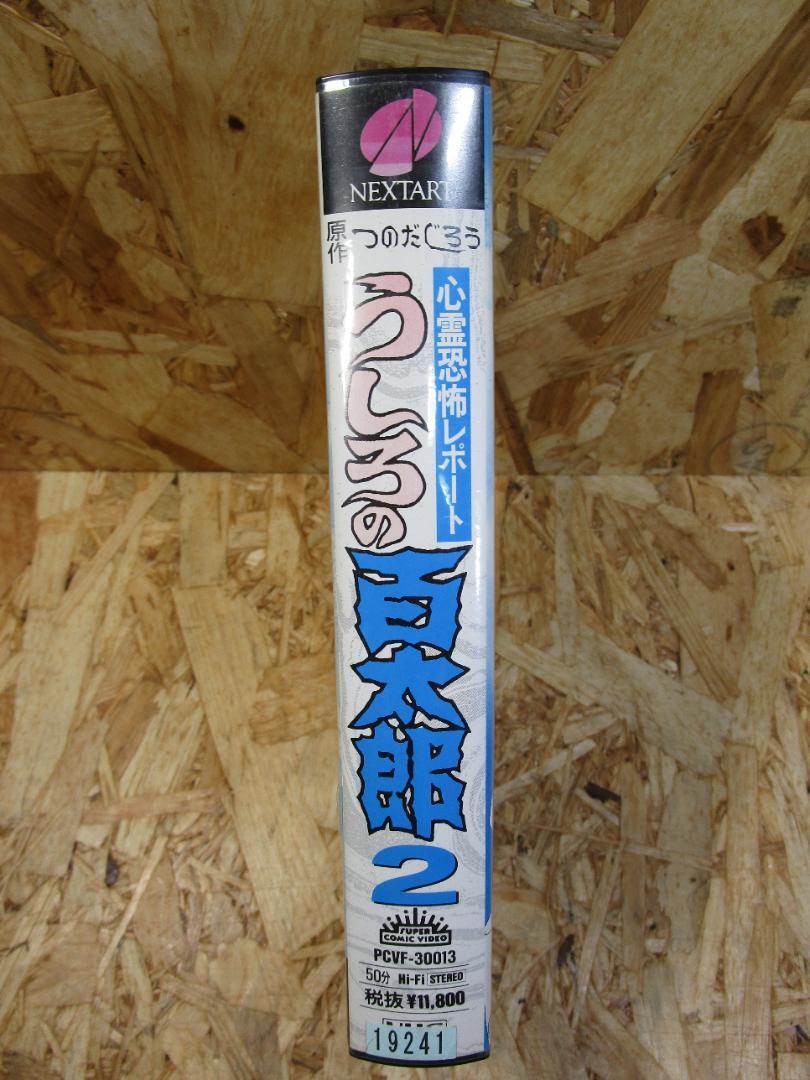 NEXTART
原作 つのだじろう
心霊恐怖レポート
うしろの
百太郎
2
SUPER
COMIC VIDEO
PCVF-30013
50分 Hi-Fi STEREO
税抜¥11,800
19241